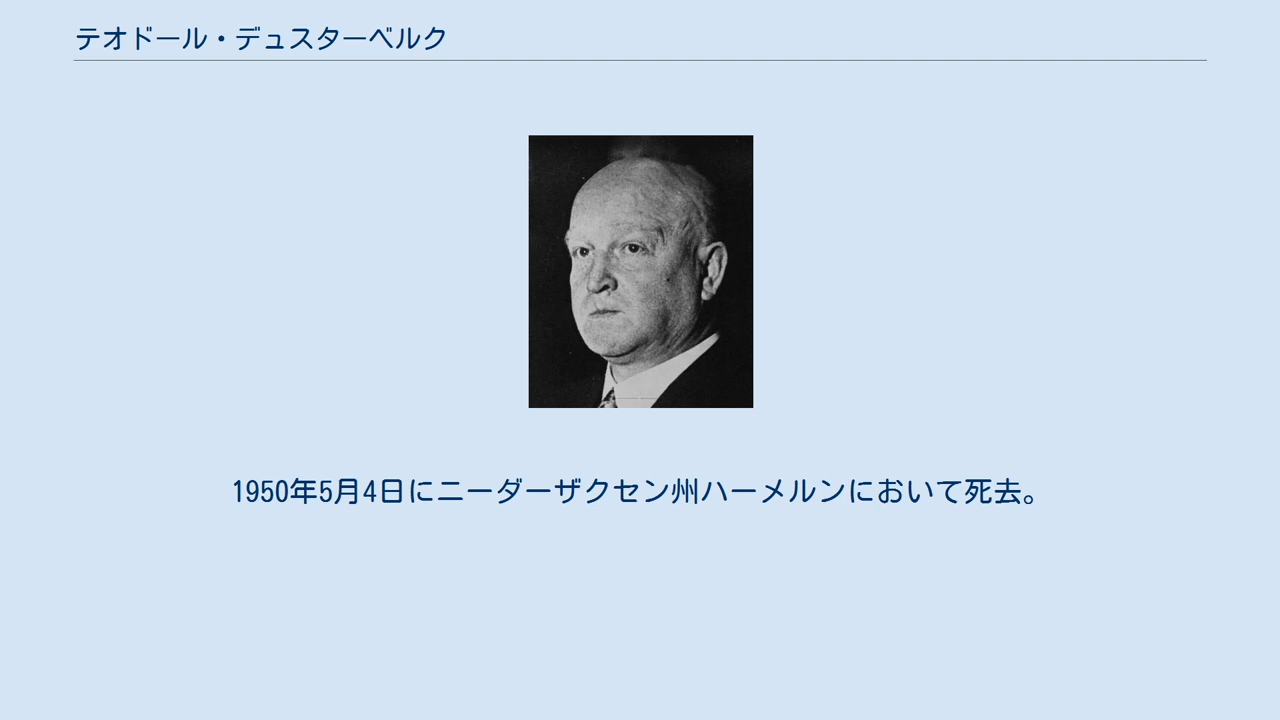 テオドール・デュスターベルク
1950年5月4日にニーダーザクセン州ハーメルンにおいて死去。